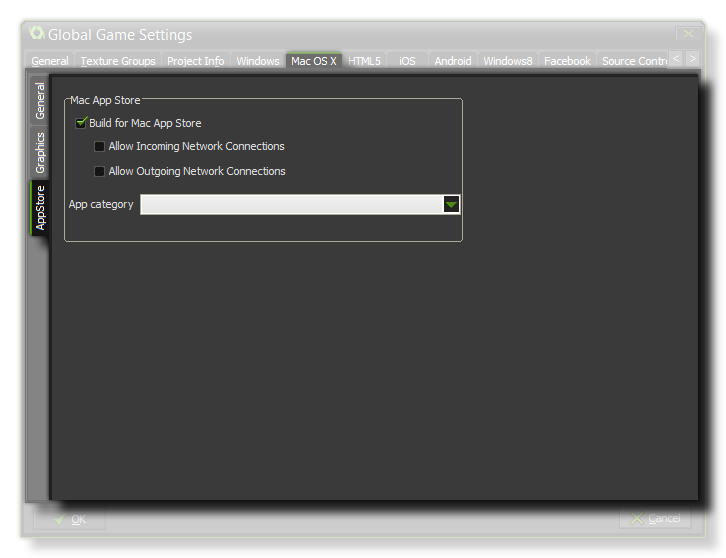 Global Game Settings
General Texture Groups Project Info Windows Mac OS X HTML5 iOS Android Windows8 Facebook Source Contr
General
Graphics
AppStore
Mac App Store
Build for Mac App Store
Allow Incoming Network Connections
Allow Outgoing Network Connections
App category
OK Cancel